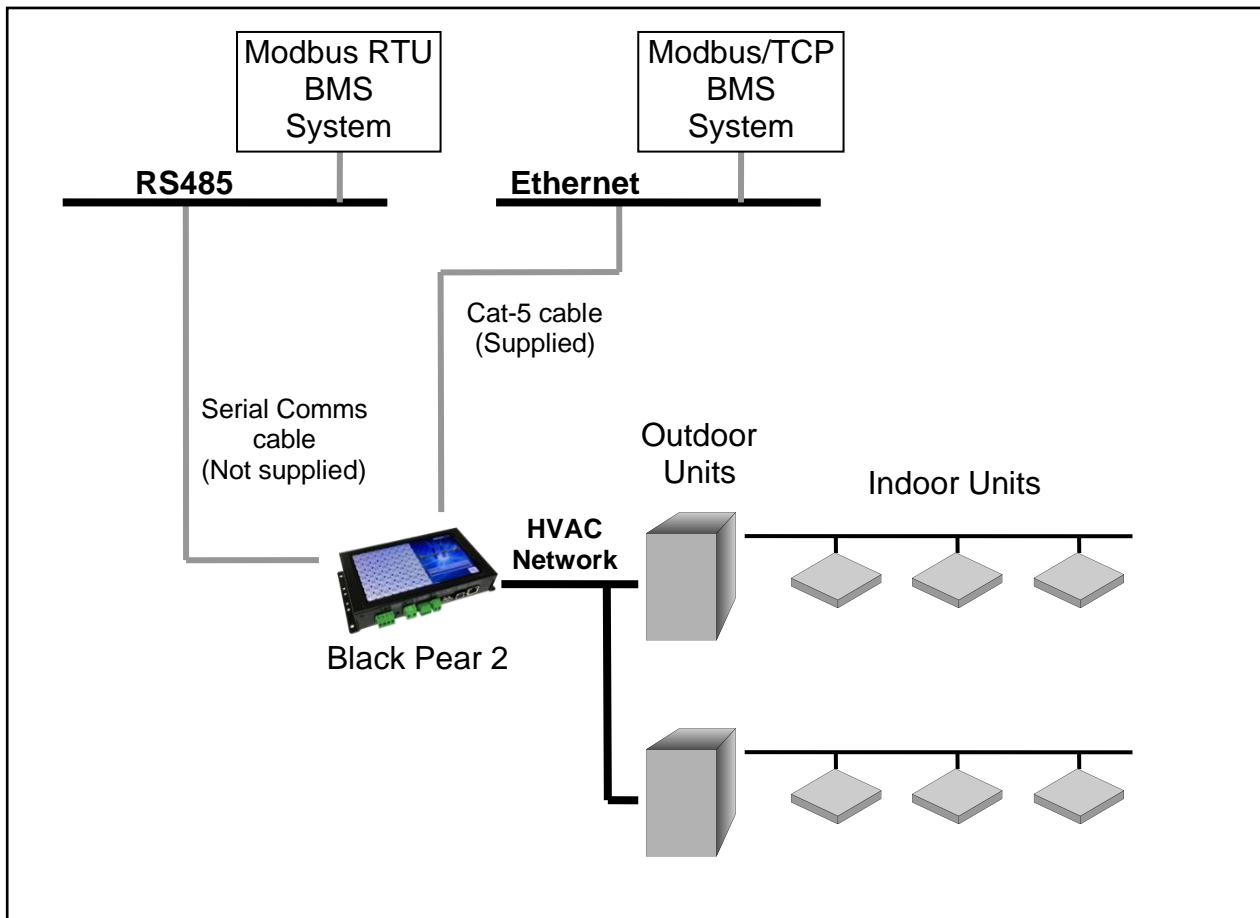 Modbus RTU
BMS
System
Modbus/TCP
BMS
System
RS485
Ethernet
Cat-5 cable
(Supplied)
Serial Comms
cable
(Not supplied)
Outdoor
Units
Indoor Units
HVAC
Network
Black Pear 2